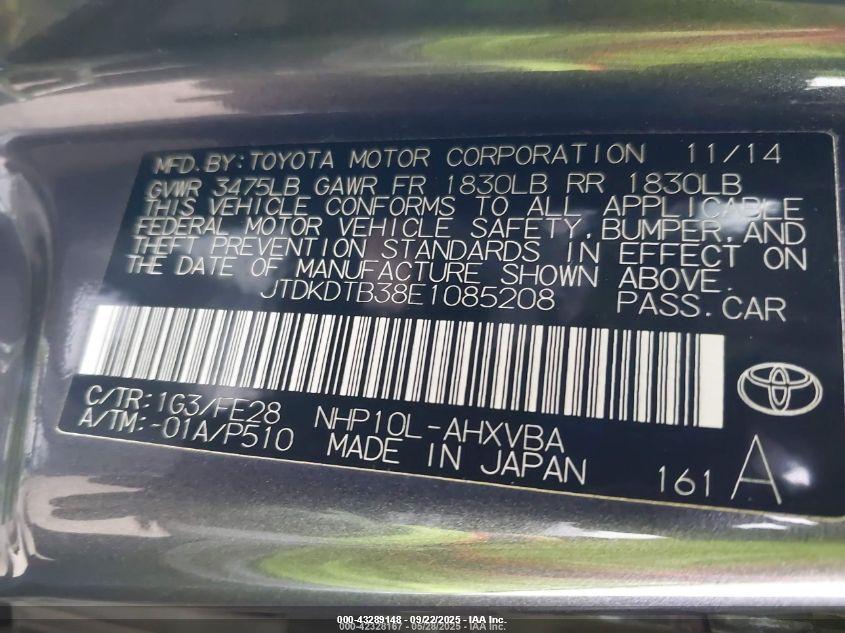 MFD.BY:TOYOTA MOTOR CORPORATION 11/14
GVWR 3475LB GAWR FR 1830LB RR 1830LB
THIS VEHICLE CONFORMS TO ALL APPLICABLE
FEDERAL MOTOR VEHICLE SAFETY, BUMPER, AND
THEFT PREVENTION STANDARDS IN EFFECT ON
THE DATE OF MANUFACTURE SHOWN ABOVE.
JTDKDTB38E1085208 PASS.CAR
C/TR:1G3/FE28 NHP10L-AHXVBA
A/TM:-01A/P510 MADE IN JAPAN 161 A
000-43289148 - 09/22/2025 - IAA Inc.
000-42328167 - 05/28/2025 - IAA Inc.